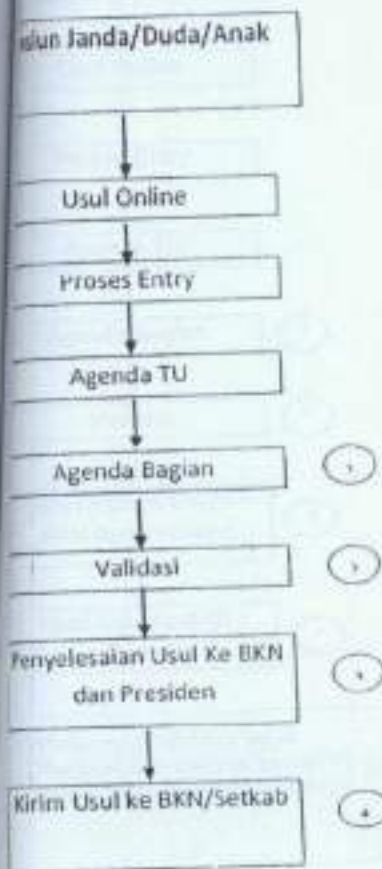 Janda/Duda/Anak
Usul Online
Proses Entry
Agenda TU
Agenda Bagian
Validasi
Penyelesaian Usul Ke BKN
dan Presiden
Kirim Usul ke BKN/Setkab
4